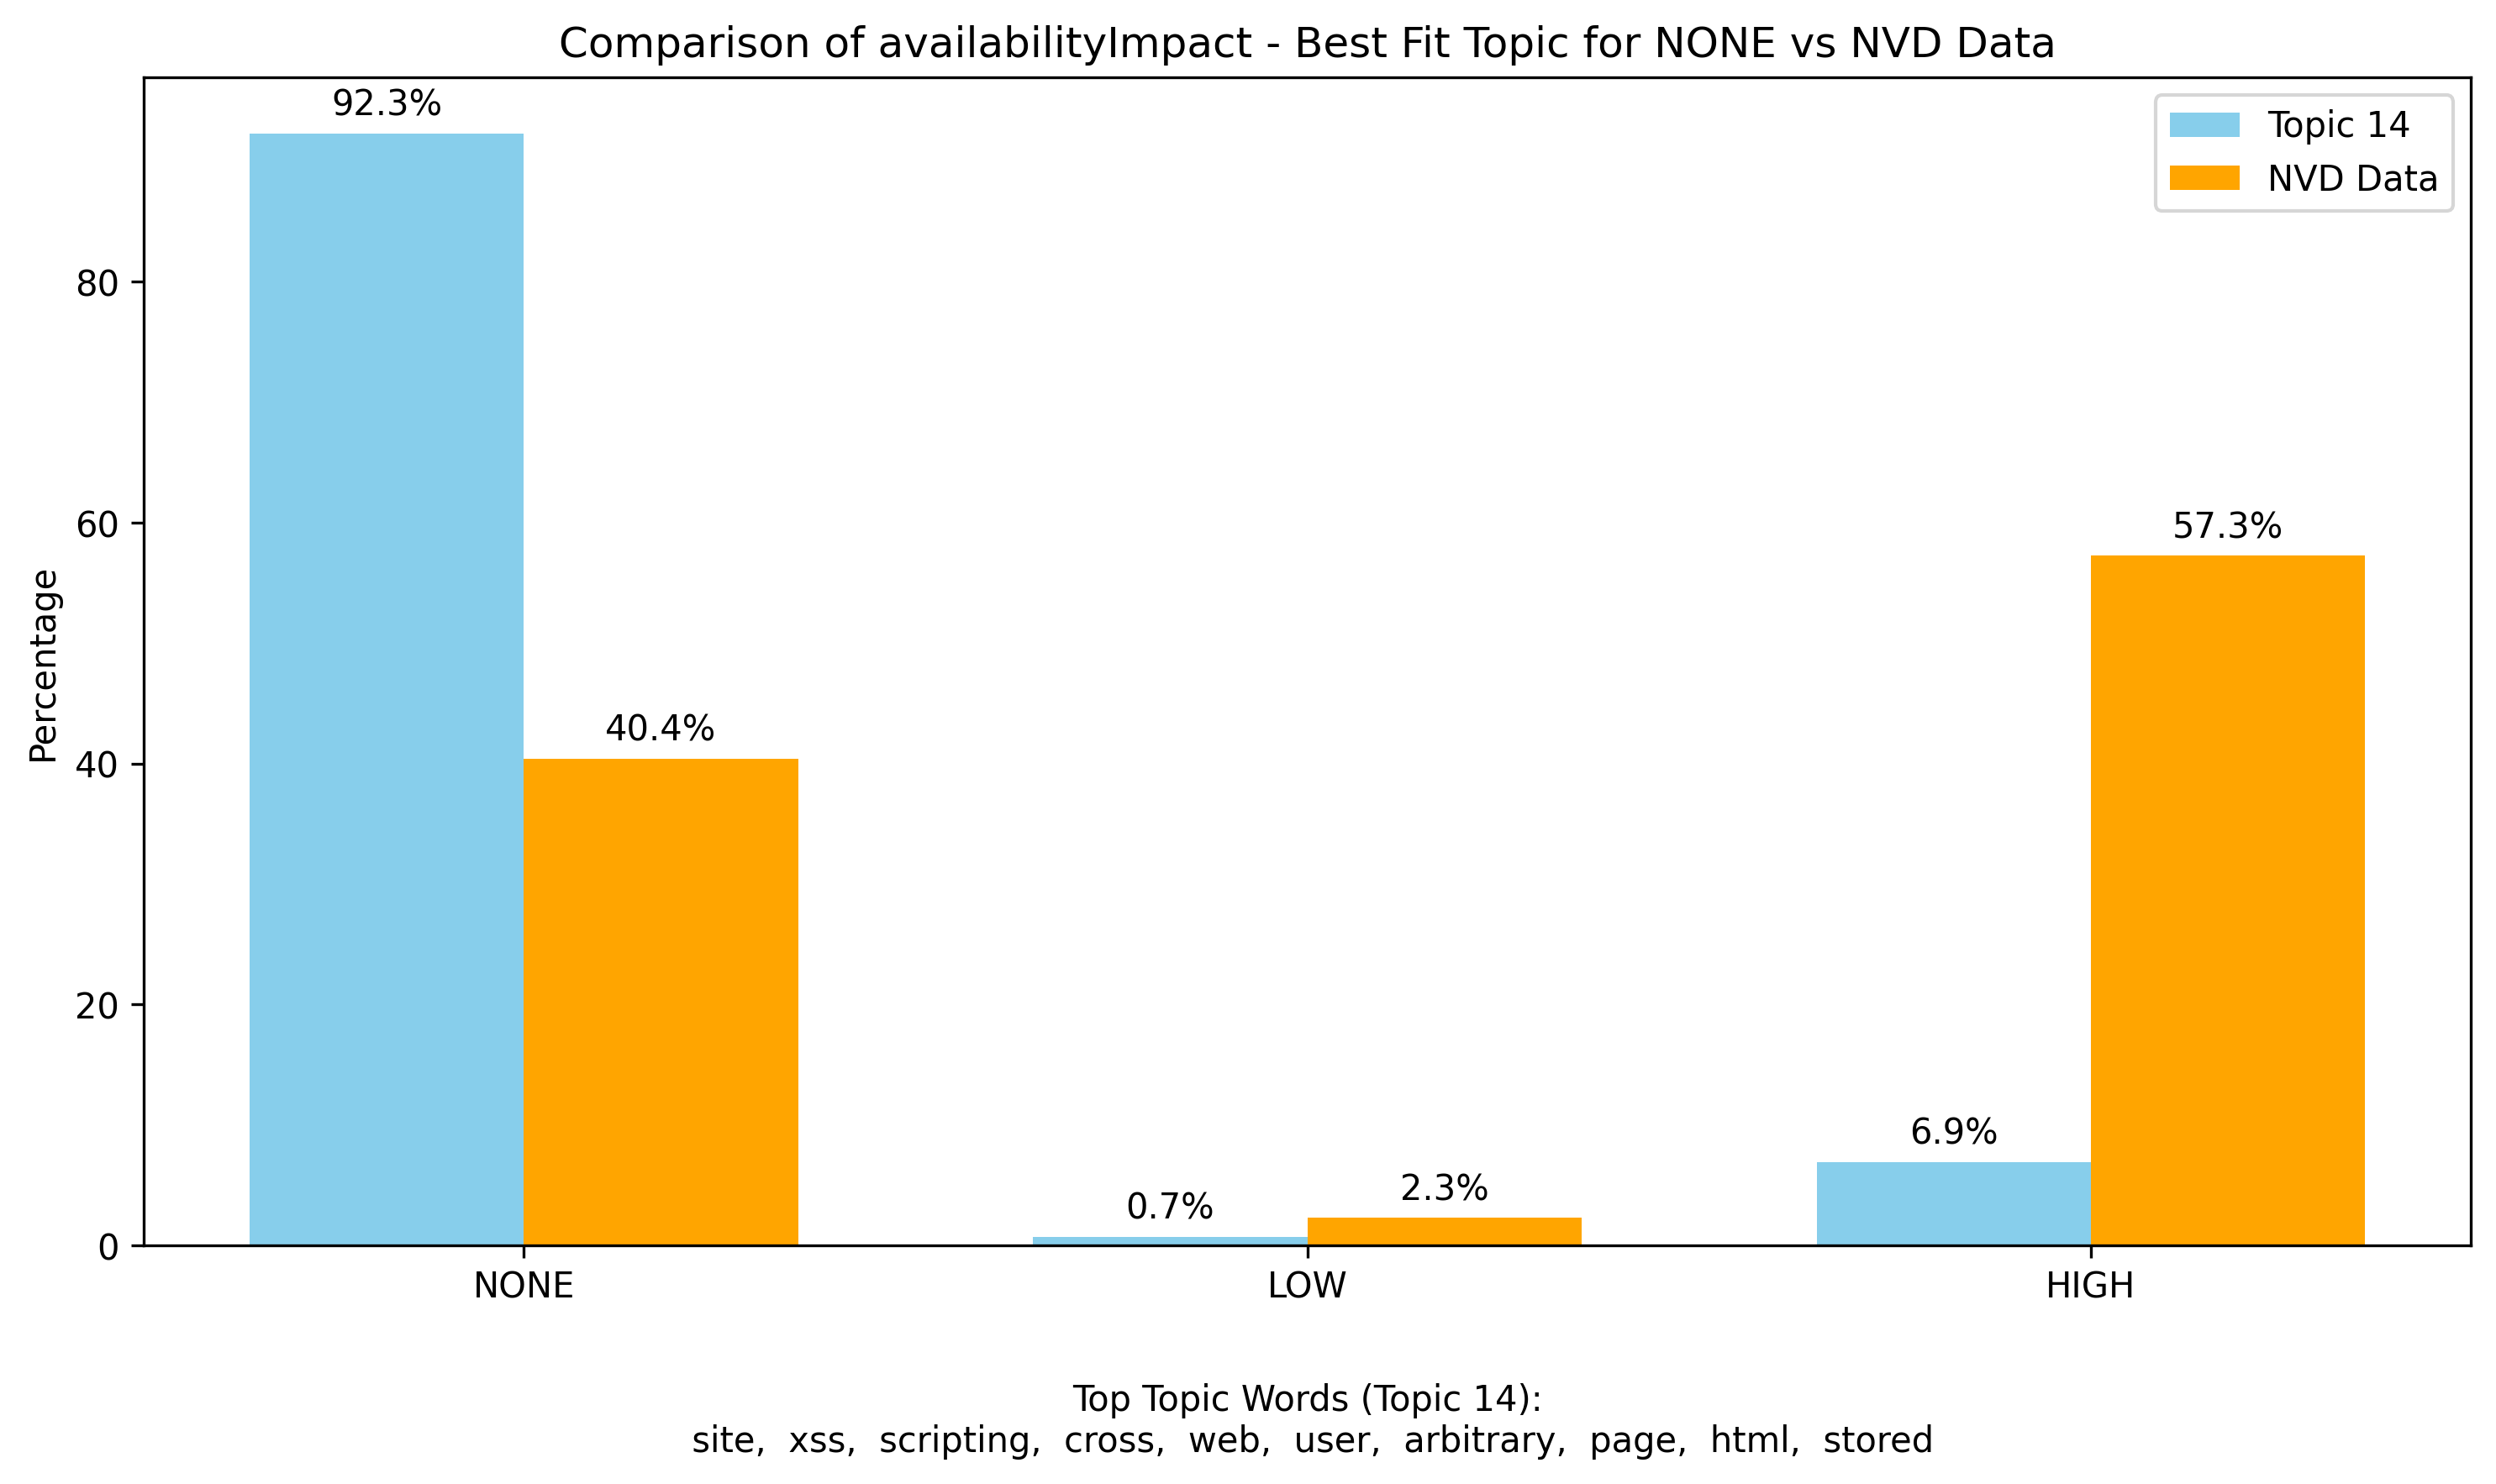 Comparison of availabilityImpact - Best Fit Topic for NONE vs NVD Data
Topic 14
NVD Data
Percentage
80
60
40
20
0
92.3%
40.4%
0.7%
2.3%
6.9%
57.3%
NONE
LOW
HIGH
Top Topic Words (Topic 14):
site, xss, scripting, cross, web, user, arbitrary, page, html, stored